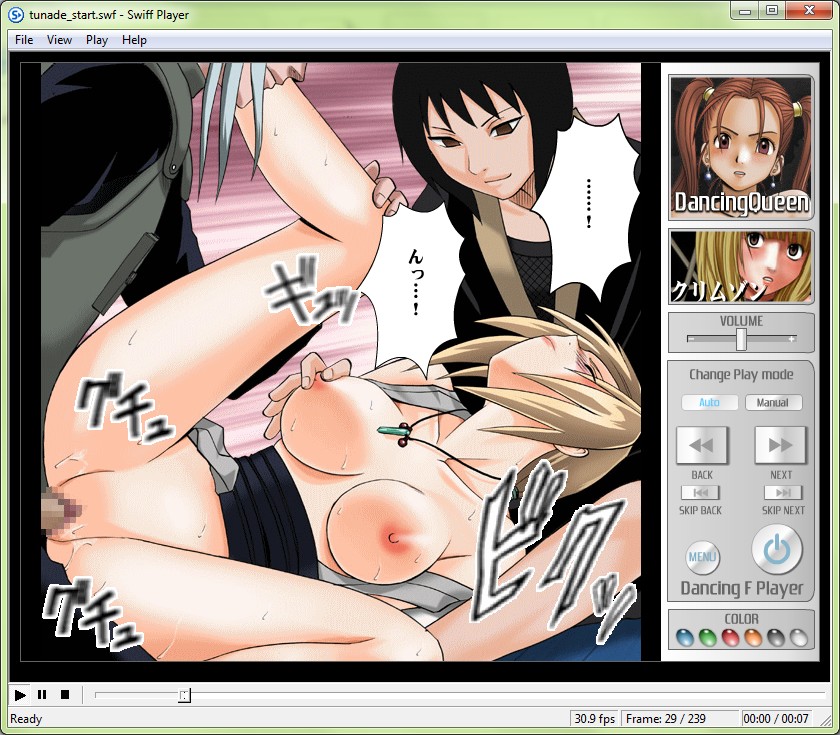 tunade_start.swf - Swiff Player
File View Play Help
……！
んっ…！
ギュッ
グチュ
グチュ
ビクッ
DancingQueen
クリムゾン
VOLUME
- +
Change Play mode
Auto Manual
BACK NEXT
SKIP BACK SKIP NEXT
MENU
Dancing F Player
COLOR
Ready
30.9 fps
Frame: 29 / 239
00:00 / 00:07